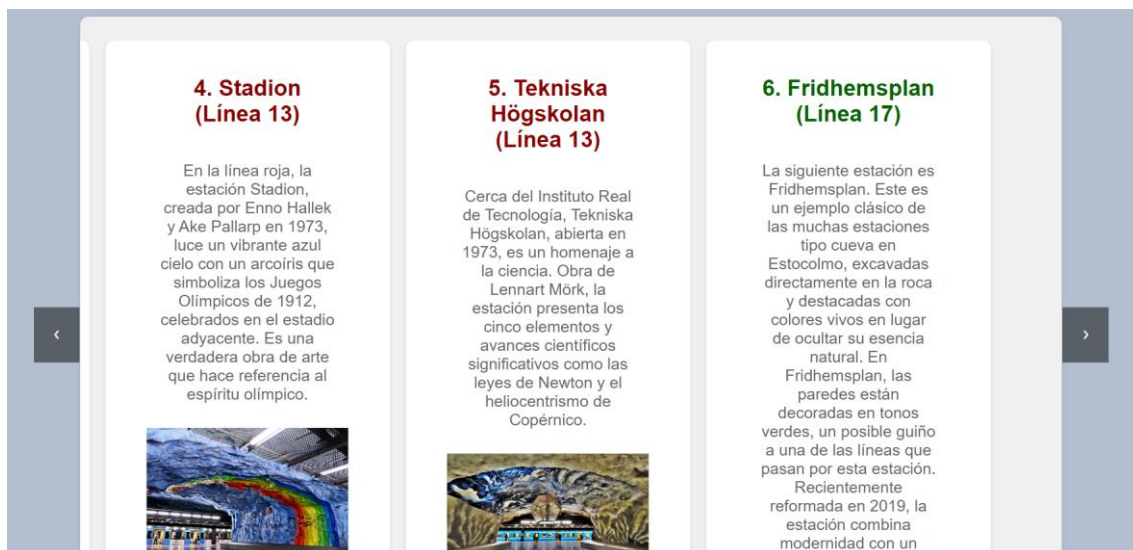 4. Stadion
(Línea 13)
En la línea roja, la
estación Stadion,
creada por Enno Hallek
y Ake Pallarp en 1973,
luce un vibrante azul
cielo con un arcoíris que
simboliza los Juegos
Olímpicos de 1912,
celebrados en el estadio
adyacente. Es una
verdadera obra de arte
que hace referencia al
espíritu olímpico.
5. Tekniska
Högskolan
(Línea 13)
Cerca del Instituto Real
de Tecnología, Tekniska
Högskolan, abierta en
1973, es un homenaje a
la ciencia. Obra de
Lennart Mörk, la
estación presenta los
cinco elementos y
avances científicos
significativos como las
leyes de Newton y el
heliocentrismo de
Copérnico.
6. Fridhemsplan
(Línea 17)
La siguiente estación es
Fridhemsplan. Este es
un ejemplo clásico de
las muchas estaciones
tipo cueva en
Estocolmo, excavadas
directamente en la roca
y destacadas con
colores vivos en lugar
de ocultar su esencia
natural. En
Fridhemsplan, las
paredes están
decoradas en tonos
verdes, un posible guiño
a una de las líneas que
pasan por esta estación.
Recientemente
reformada en 2019, la
estación combina
modernidad con un